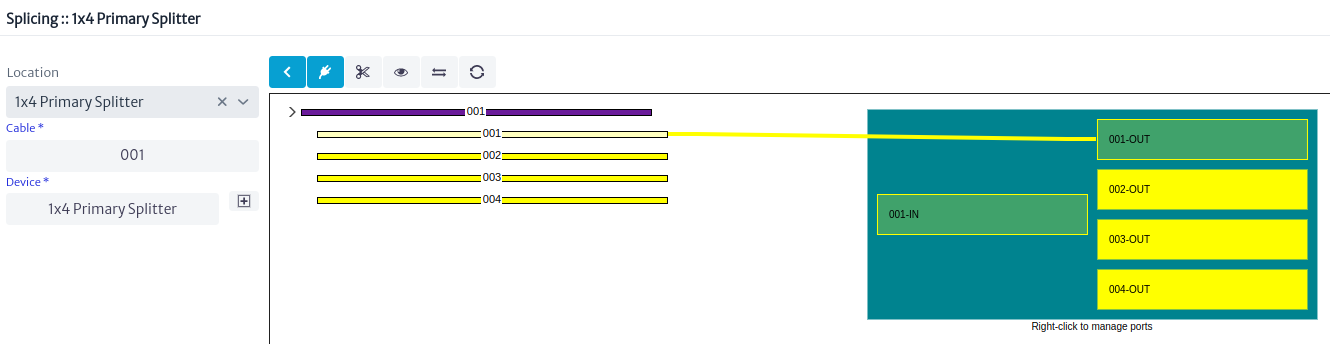 Splicing :: 1x4 Primary Splitter
Location
1x4 Primary Splitter
Cable *
001
Device *
1x4 Primary Splitter
001
001
002
003
004
001-IN
001-OUT
002-OUT
003-OUT
004-OUT
Right-click to manage ports